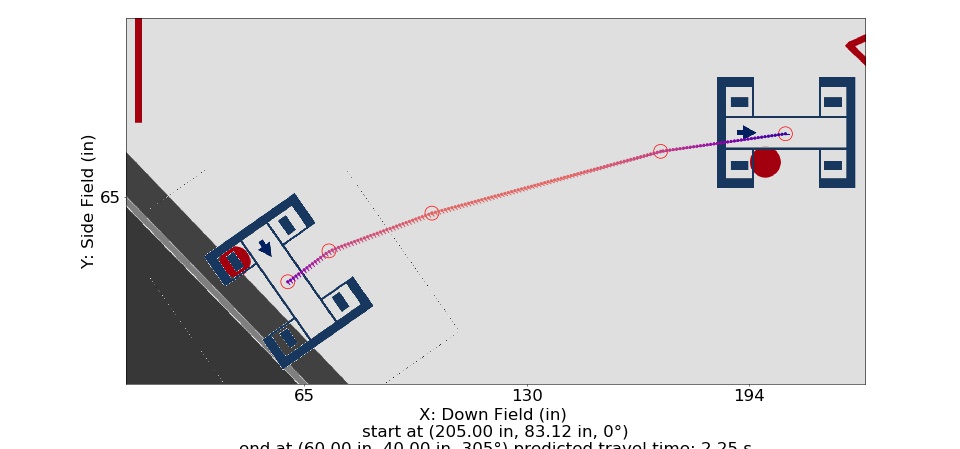 Y: Side Field (in)
65
65 130 194
X: Down Field (in)
start at (205.00 in, 83.12 in, 0°)
end at (60.00 in, 40.00 in, 305°) predicted travel time: 2.25 s